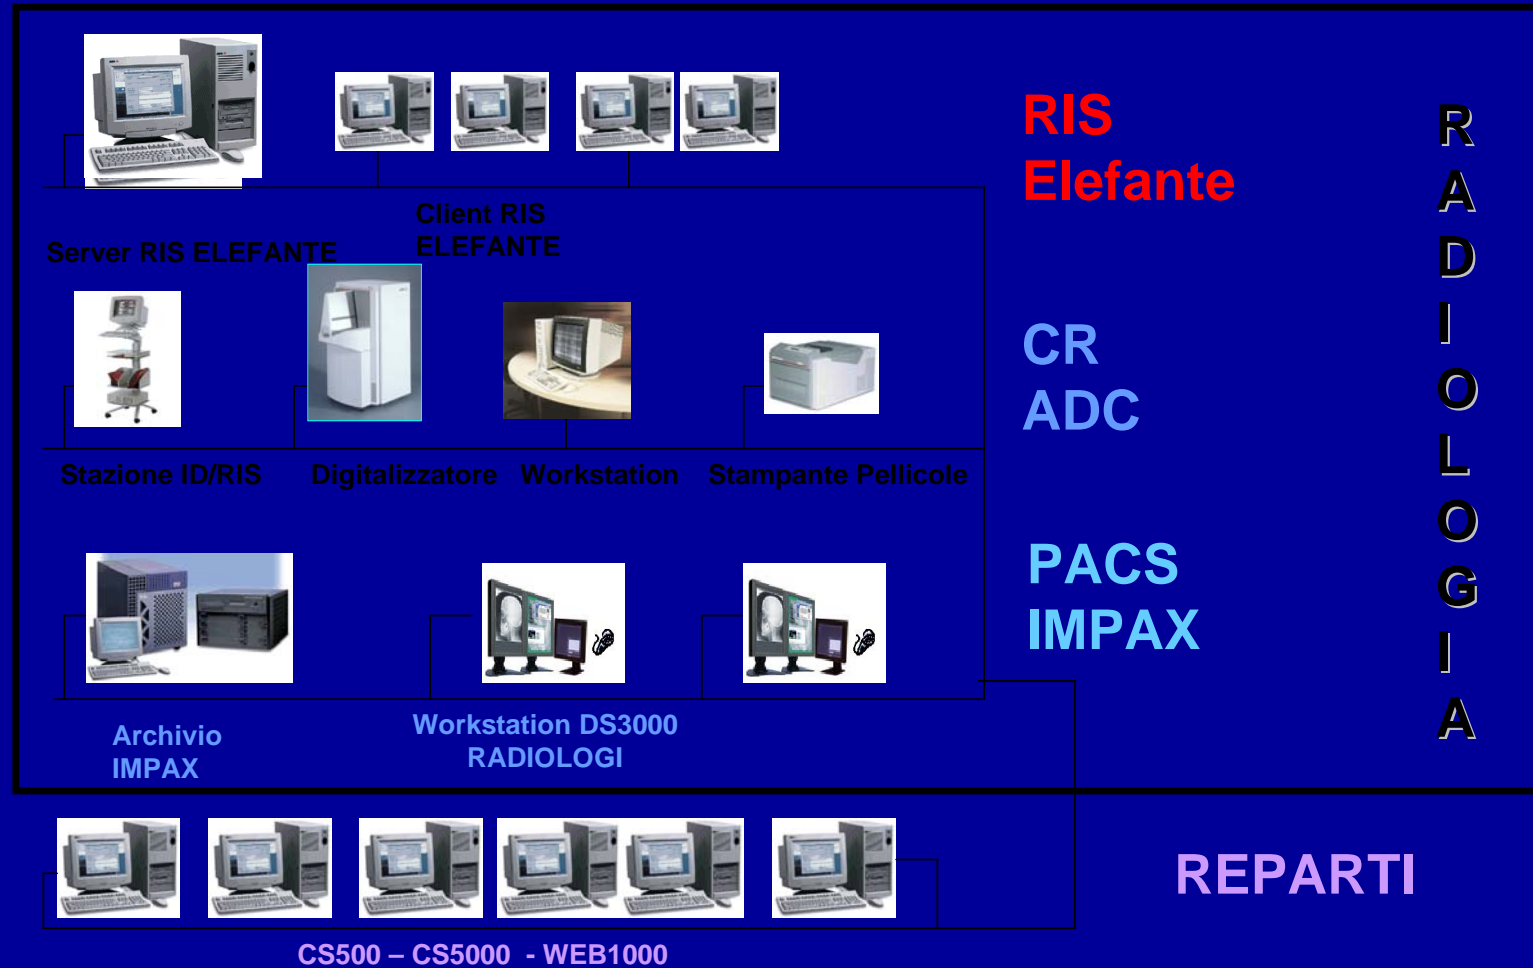 RIS
Elefante
Client RIS
ELEFANTE
Server RIS ELEFANTE
CR
ADC
Stazione ID/RIS
Digitalizzatore
Workstation
Stampante Pellicole
PACS
IMPAX
Archivio
IMPAX
Workstation DS3000
RADIOLOGI
R
A
D
I
O
L
O
G
I
A
REPARTI
CS500 – CS5000 - WEB1000